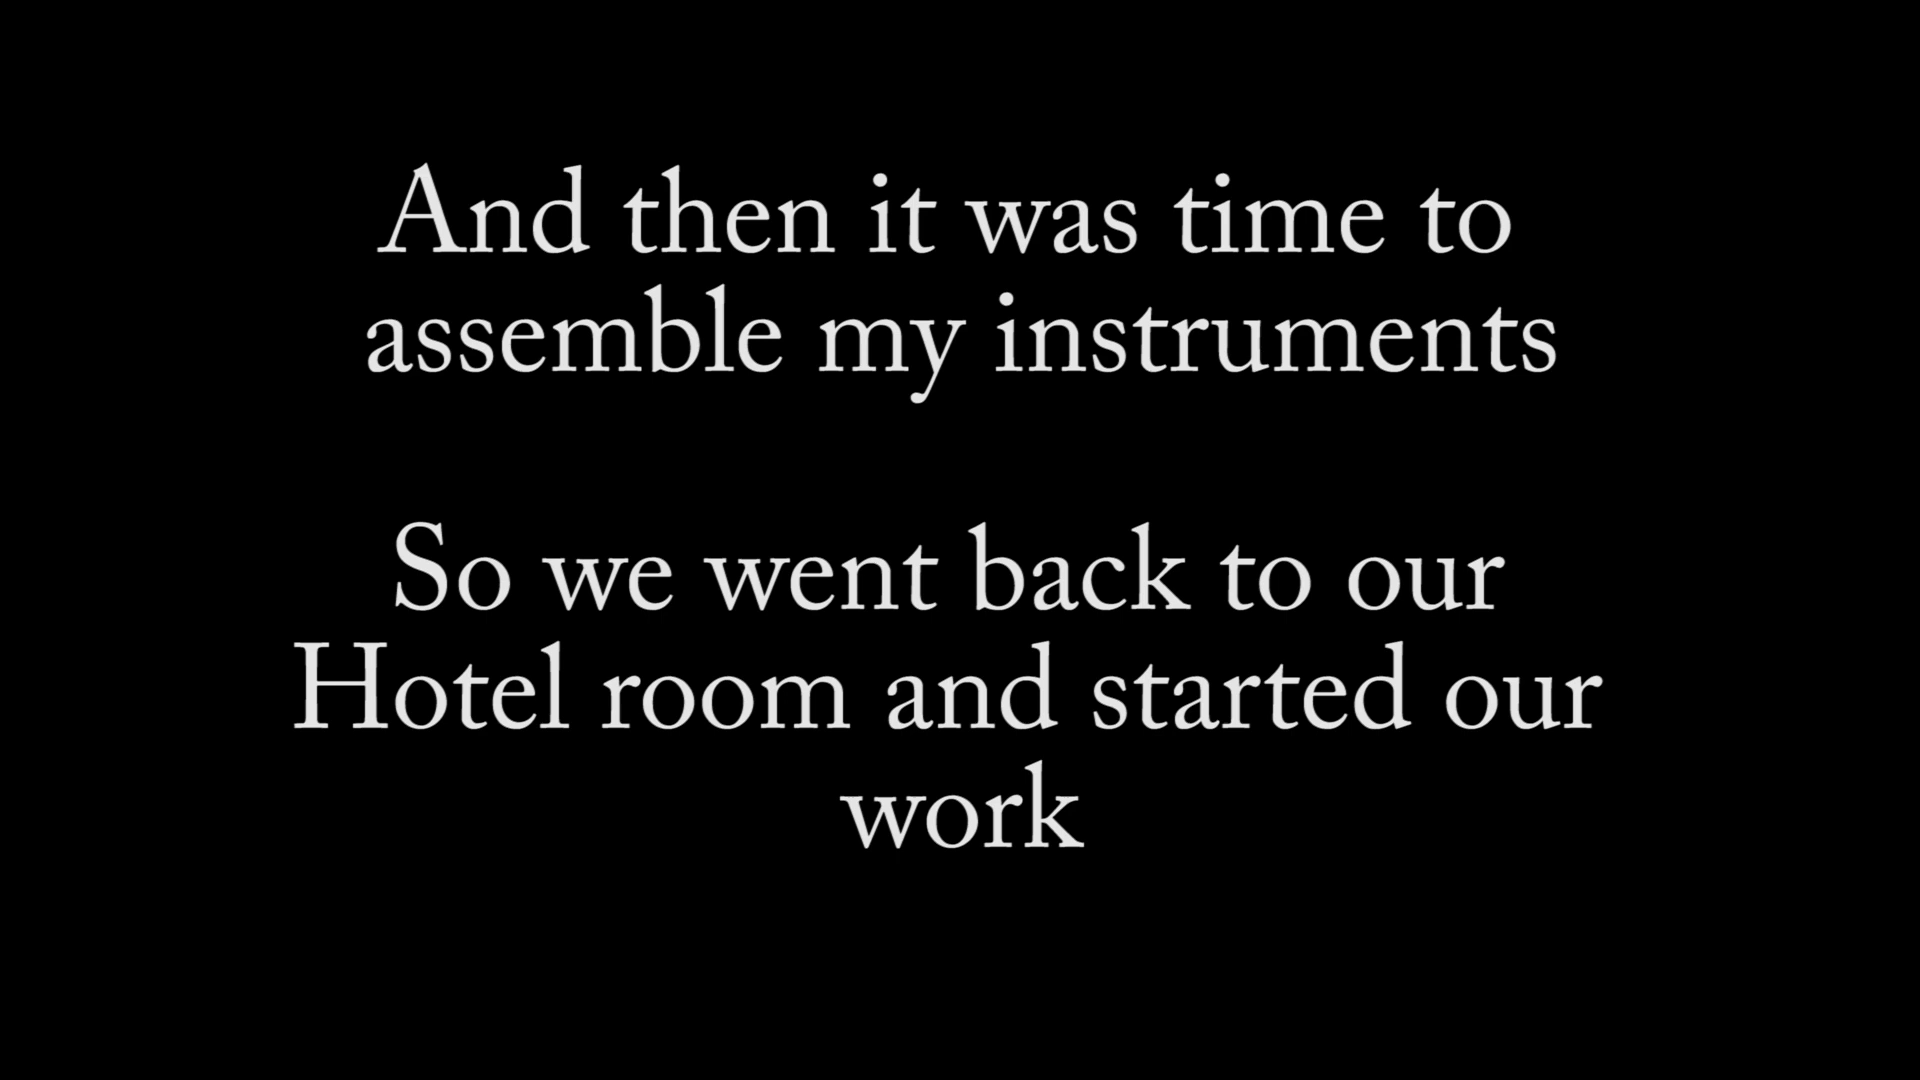 And then it was time to
assemble my instruments
So we went back to our
Hotel room and started our
work